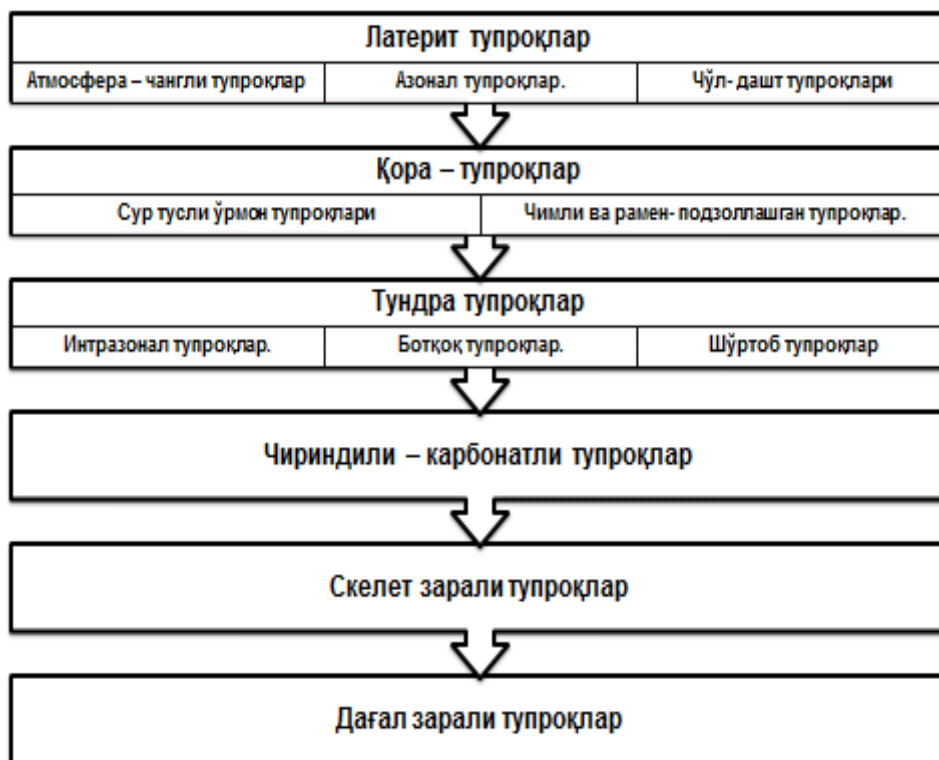 Латерит тупроқлар
Атмосфера – чангли тупроқлар
Азонал тупроқлар.
Чўл- дашт тупроқлари
Қора – тупроқлар
Сур тусли ўрмон тупроқлари
Чимли ва рамен- подзоллашган тупроқлар.
Тундра тупроқлар
Интразонал тупроқлар.
Ботқоқ тупроқлар.
Шўртоб тупроқлар
Чириндили – карбонатли тупроқлар
Скелет зарали тупроқлар
Дағал зарали тупроқлар